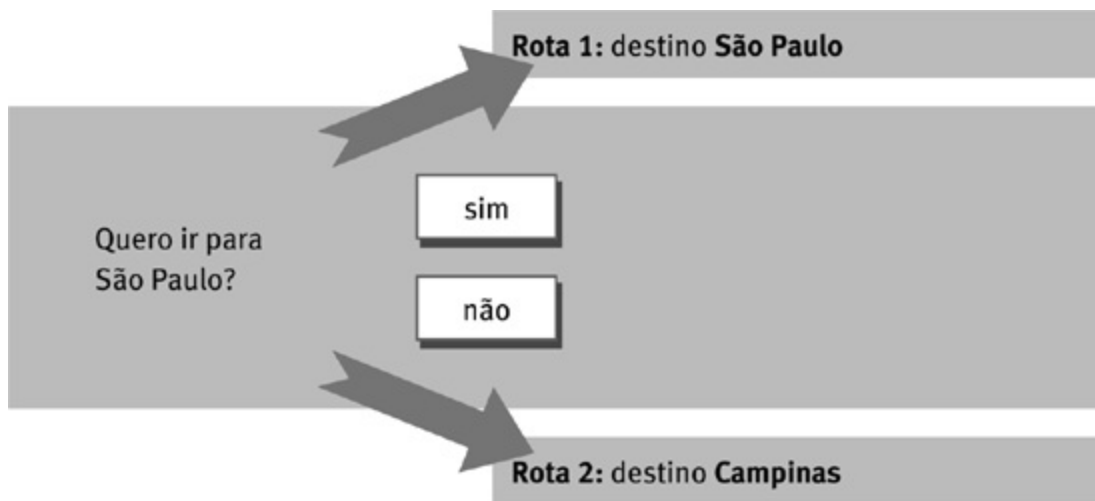 Rota 1: destino São Paulo
sim
Quero ir para
São Paulo?
não
Rota 2: destino Campinas